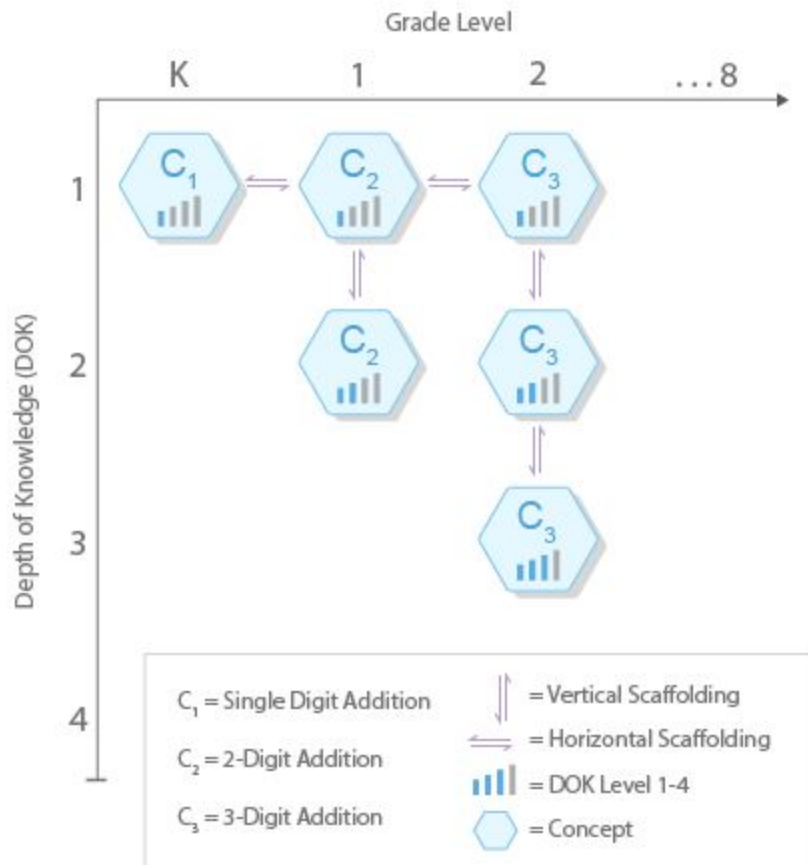 Grade Level
K 1 2 ...8
Depth of Knowledge (DOK)
1
C₁ C₂ C₃
2
C₂ C₃
3
C₃
4
C₁ = Single Digit Addition
C₂ = 2-Digit Addition
C₃ = 3-Digit Addition
= Vertical Scaffolding
= Horizontal Scaffolding
= DOK Level 1-4
= Concept